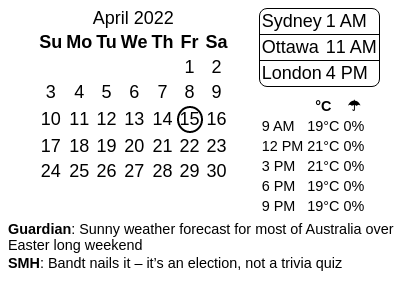 April 2022
Su Mo Tu We Th Fr Sa
1 2
3 4 5 6 7 8 9
10 11 12 13 14 15 16
17 18 19 20 21 22 23
24 25 26 27 28 29 30
Sydney 1 AM
Ottawa 11 AM
London 4 PM
°C ☂
9 AM 19°C 0%
12 PM 21°C 0%
3 PM 21°C 0%
6 PM 19°C 0%
9 PM 19°C 0%
Guardian: Sunny weather forecast for most of Australia over
Easter long weekend
SMH: Bandt nails it – it’s an election, not a trivia quiz